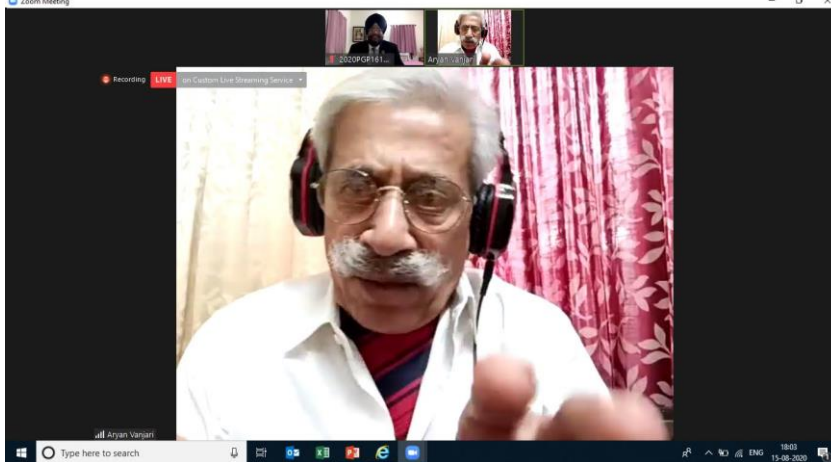 Zoom Meeting
2020PGP161...
Aryan Vanjari
Recording LIVE on Custom Live Streaming Service
Aryan Vanjari
Type here to search
ENG
18:03
15-08-2020